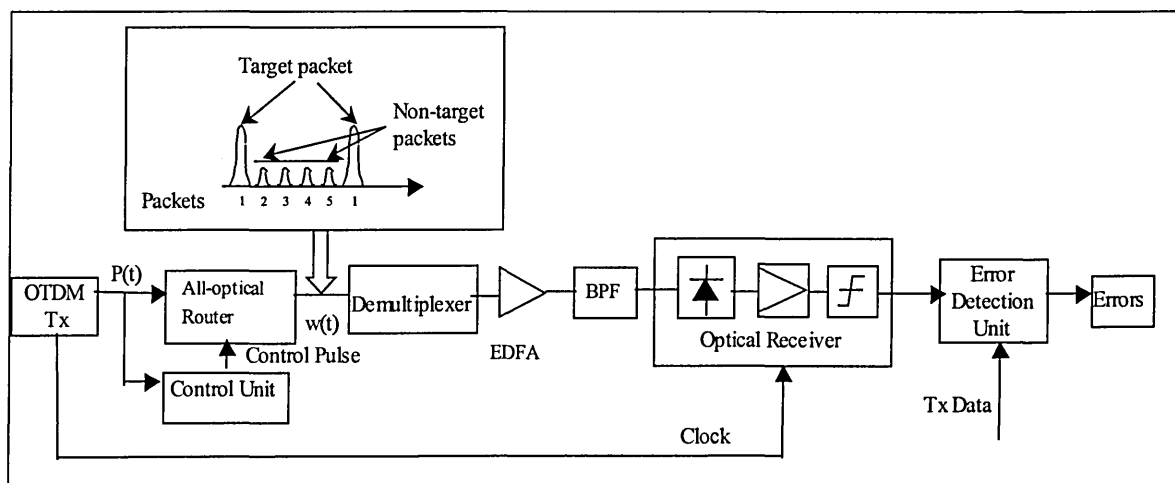 Target packet
Non-target
packets
Packets
1 2 3 4 5 1
OTDM
Tx
P(t)
All-optical
Router
w(t)
Demultiplexer
EDFA
BPF
Optical Receiver
Error
Detection
Unit
Errors
Control Pulse
Control Unit
Tx Data
Clock